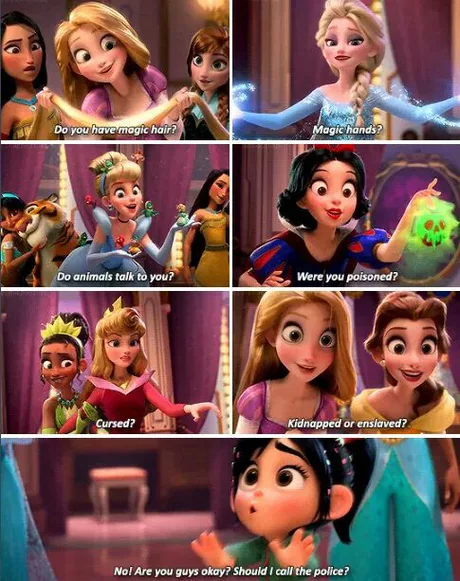 Do you have magic hair?
Magic hands?
Do animals talk to you?
Were you poisoned?
Cursed?
Kidnapped or enslaved?
No! Are you guys okay? Should I call the police?